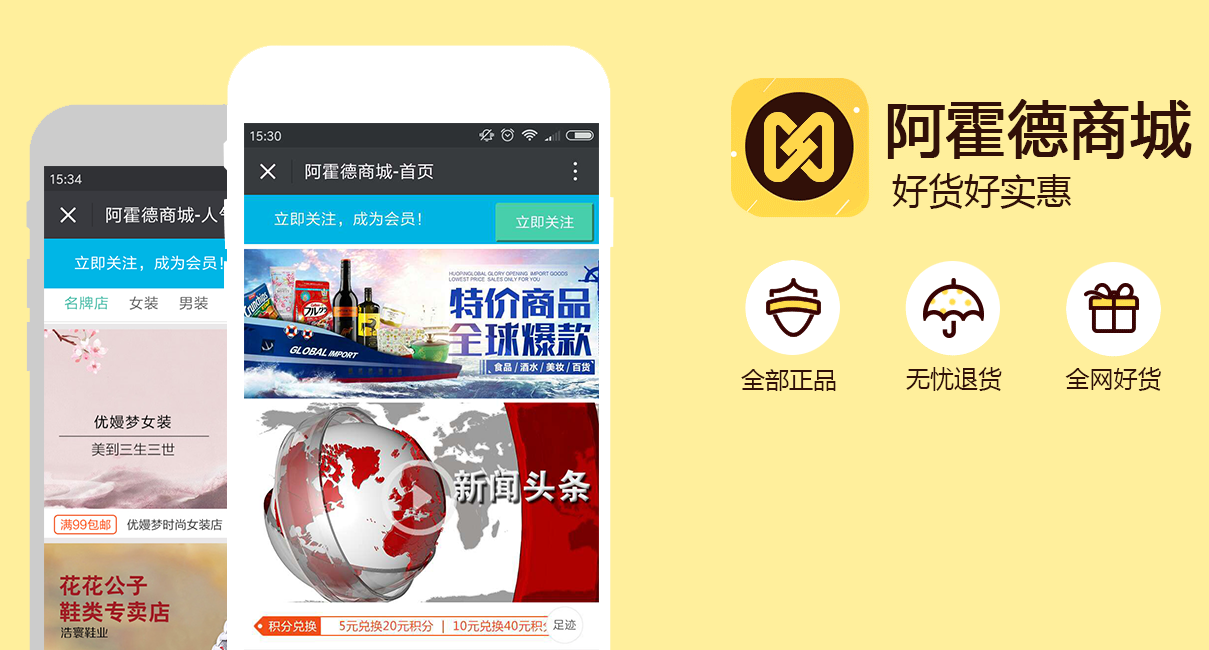 15:34
阿霍德商城-人气
立即关注，成为会员!
名牌店 女装 男装
优嫚梦女装
美到三生三世
满99包邮 优嫚梦时尚女装店
花花公子
鞋类专卖店
浩寰鞋业
15:30
阿霍德商城-首页
立即关注，成为会员!
立即关注
HUOPINGLOBAL GLORY OPENING IMPORT GOODS
LOWEST PRICE SALES ONLY FOR YOU
特价商品
全球爆款
食品 / 酒水 / 美妆 / 百货
GLOBAL IMPORT
フルグラ
新闻头条
积分兑换 5元兑换20元积分 | 10元兑换40元积分
足迹
阿霍德商城
好货好实惠
全部正品
无忧退货
全网好货